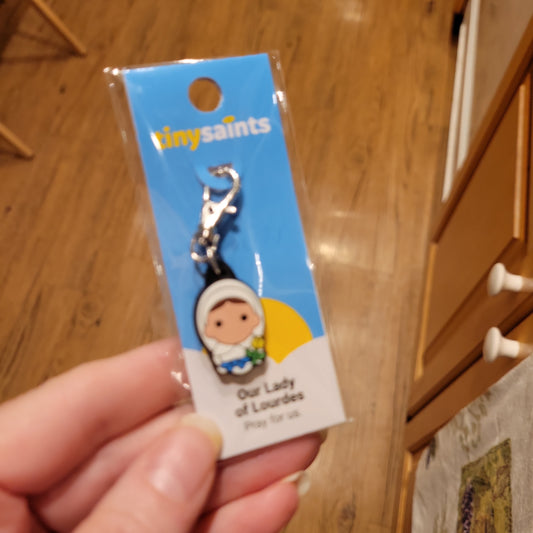 tinysaints
Our Lady
of Lourdes
Pray for us.